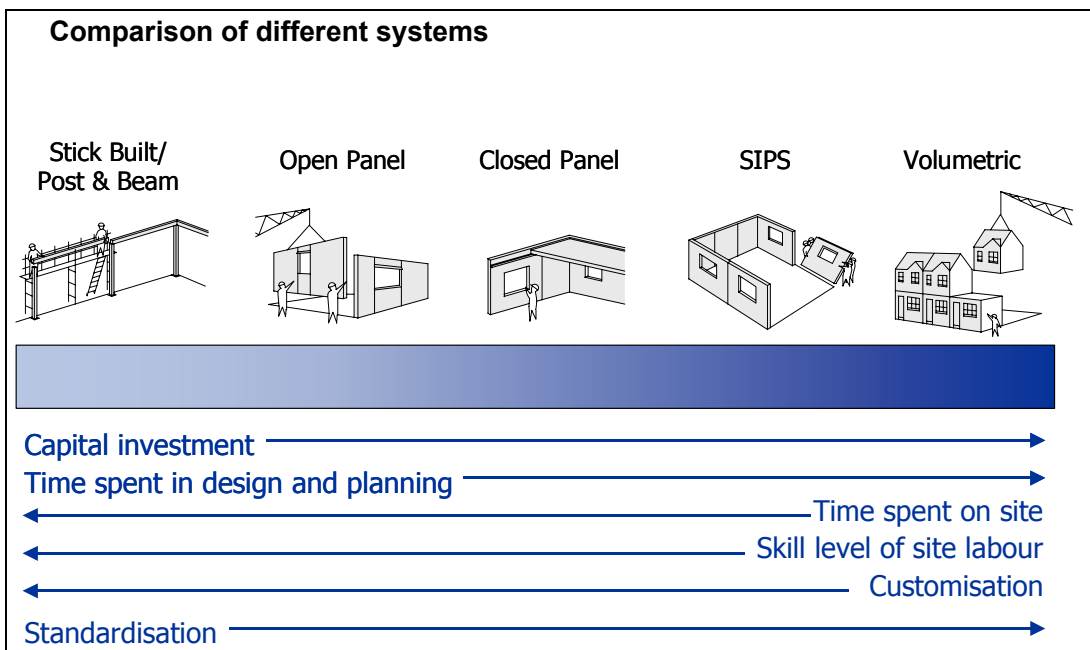 Comparison of different systems
Stick Built/
Post & Beam
Open Panel
Closed Panel
SIPS
Volumetric
Capital investment
Time spent in design and planning
Time spent on site
Skill level of site labour
Customisation
Standardisation